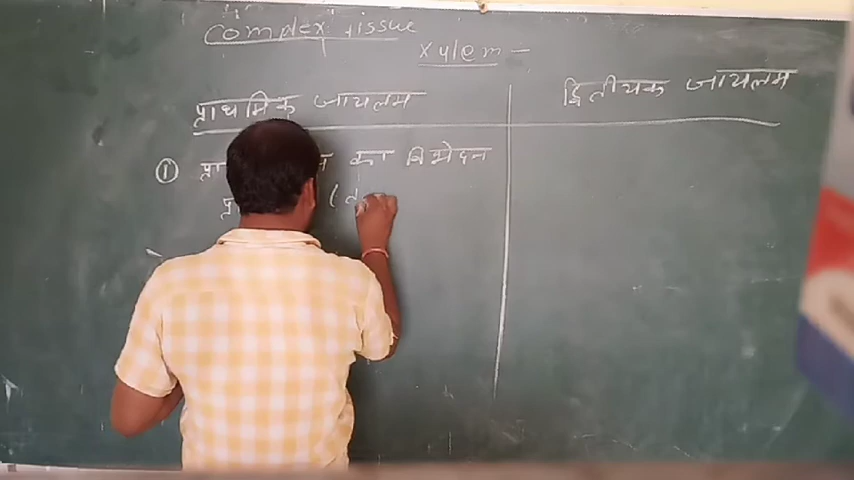 Complex tissue
Xylem -
प्राथमिक जायलम
द्वितीयक जायलम
① का विभेदन